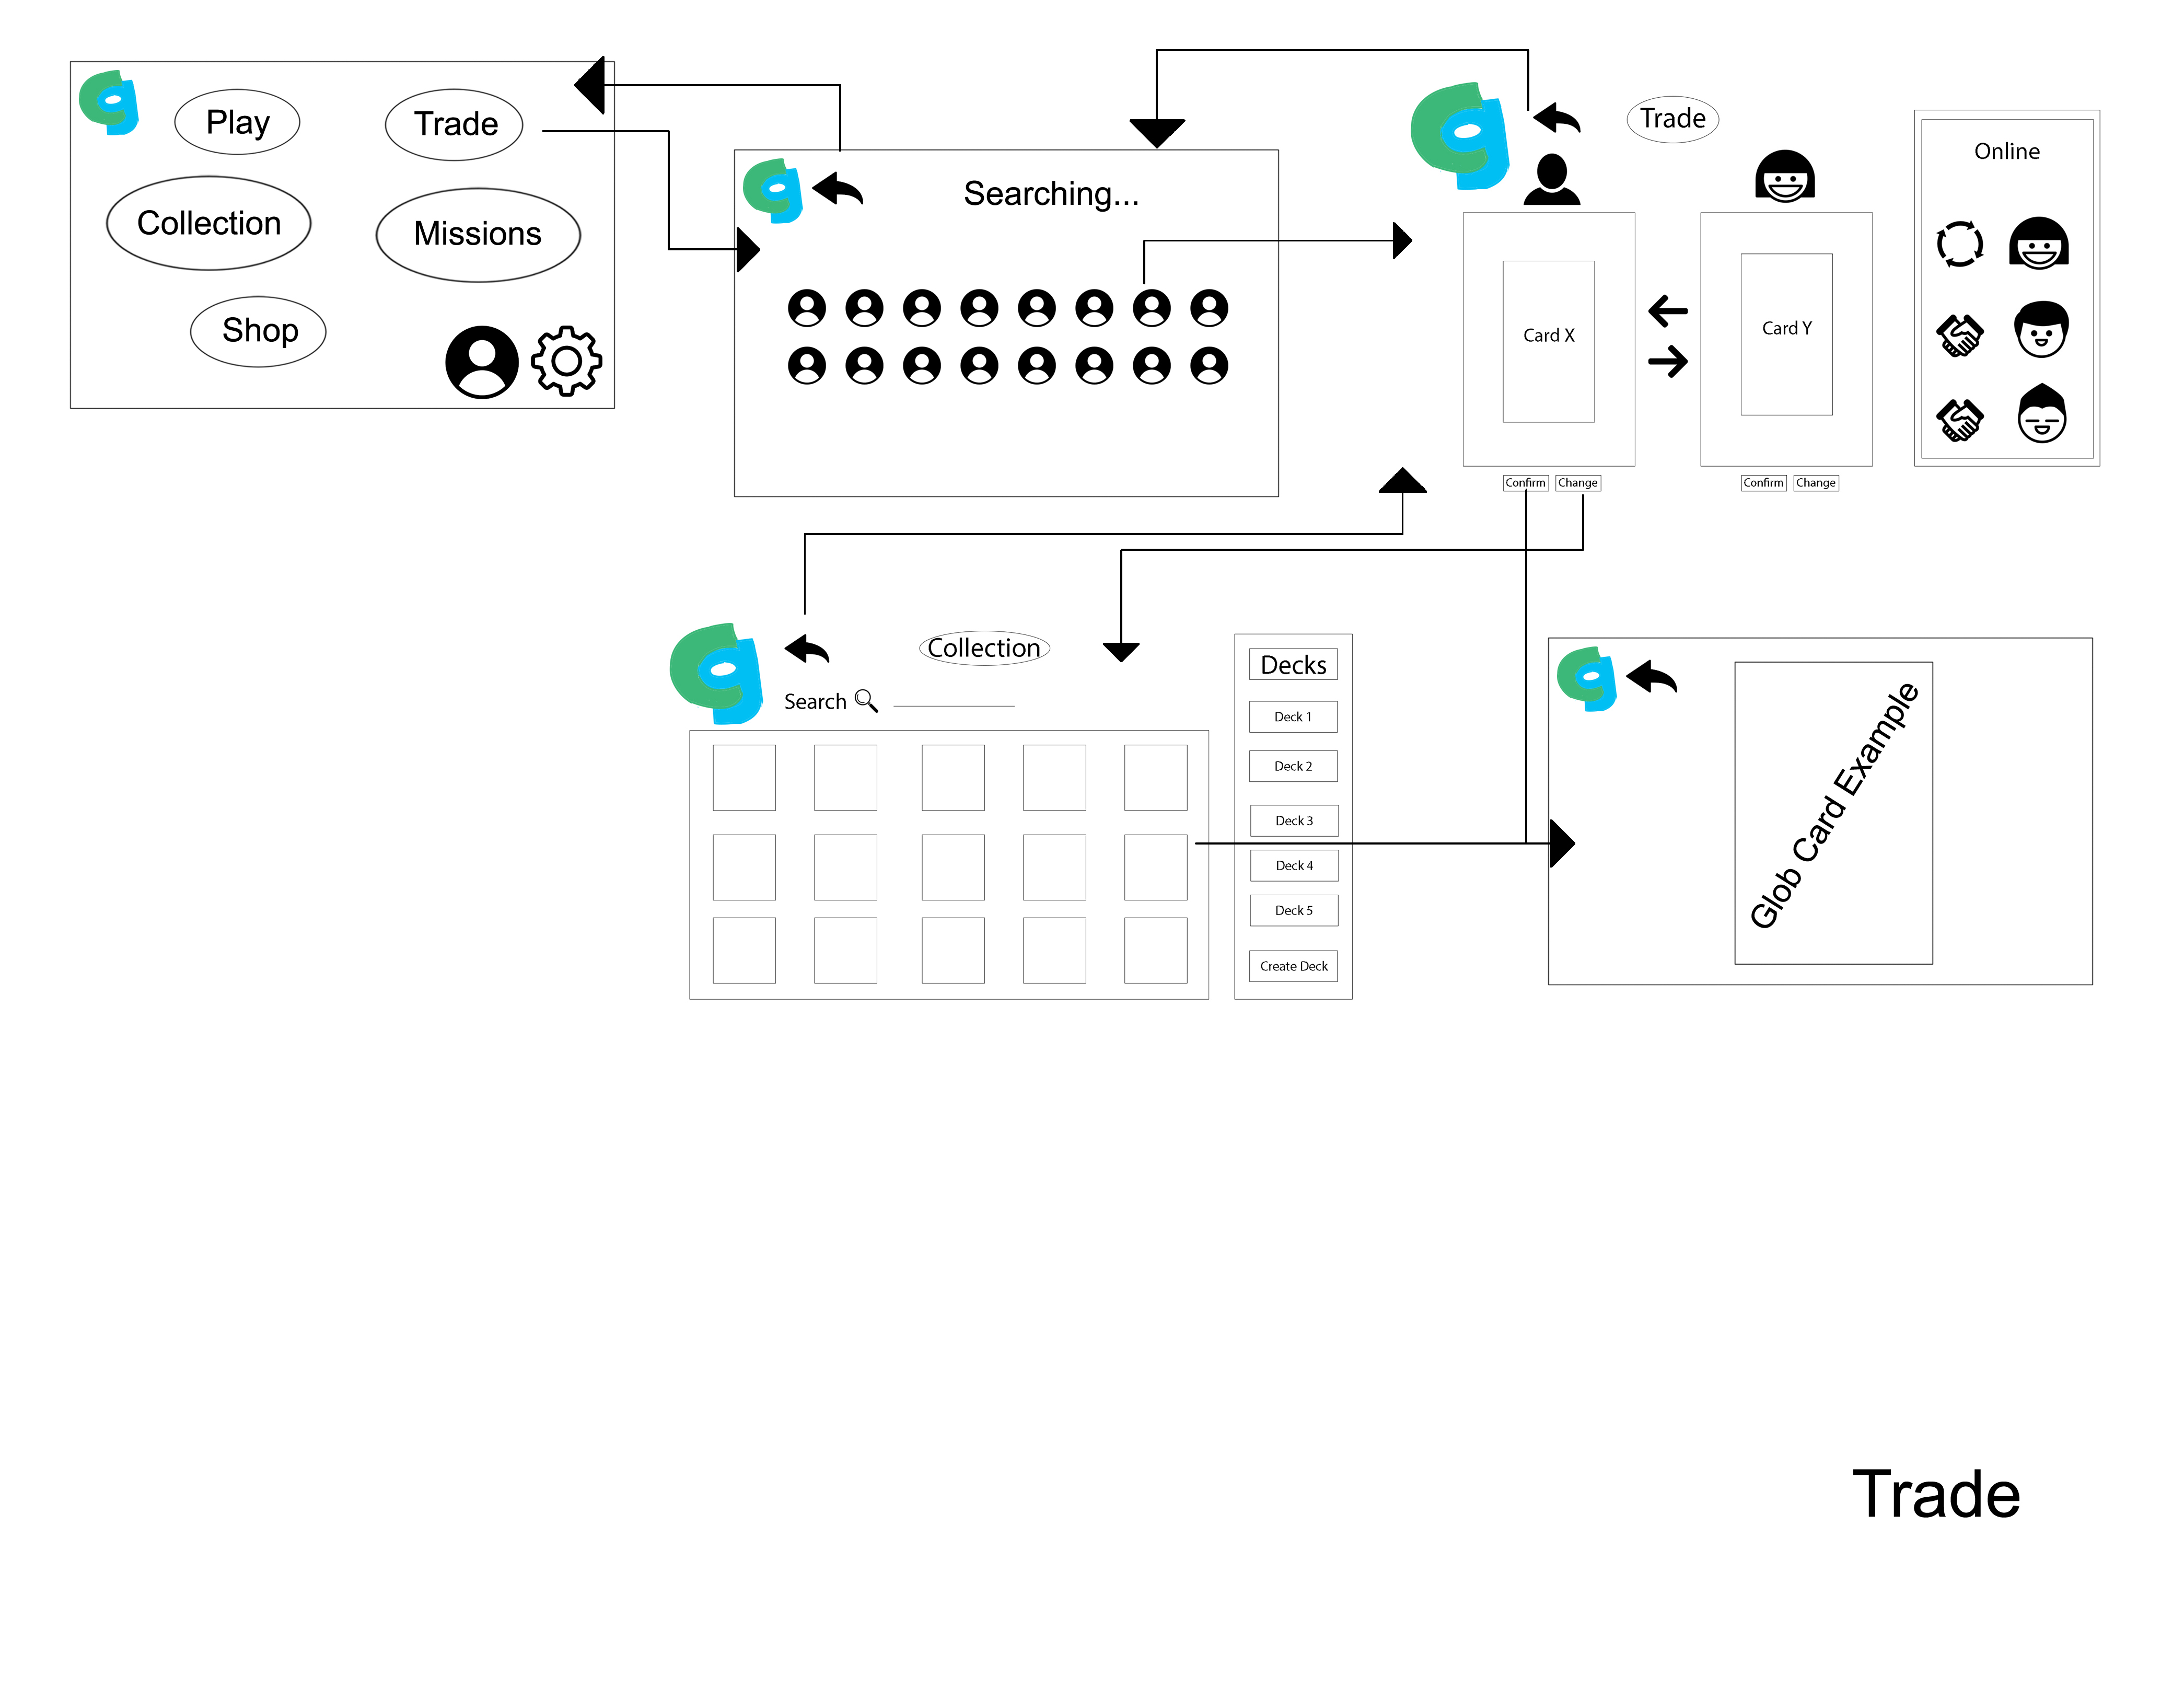 Play
Trade
Collection
Missions
Shop
Searching...
Trade
Card X
Card Y
Confirm
Change
Confirm
Change
Online
Collection
Search
Decks
Deck 1
Deck 2
Deck 3
Deck 4
Deck 5
Create Deck
Glob Card Example
Trade